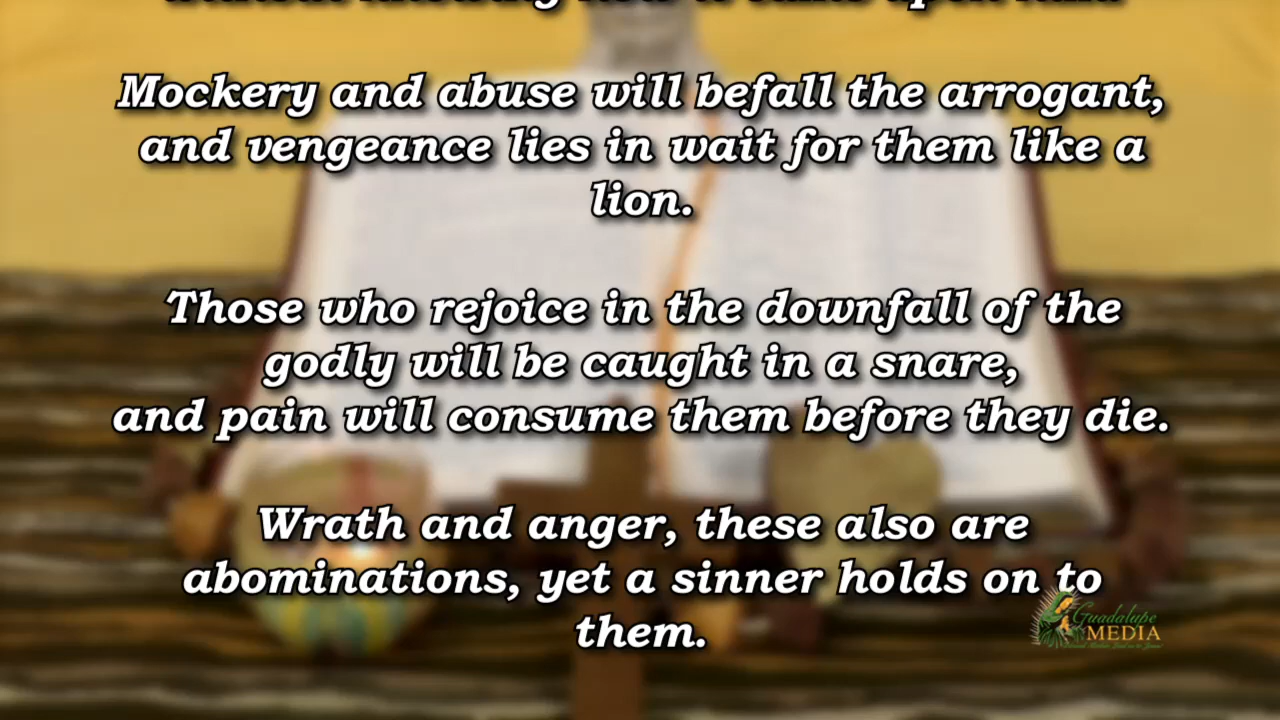 Mockery and abuse will befall the arrogant,
and vengeance lies in wait for them like a
lion.
Those who rejoice in the downfall of the
godly will be caught in a snare,
and pain will consume them before they die.
Wrath and anger, these also are
abominations, yet a sinner holds on to
them.
Guadalupe
MEDIA